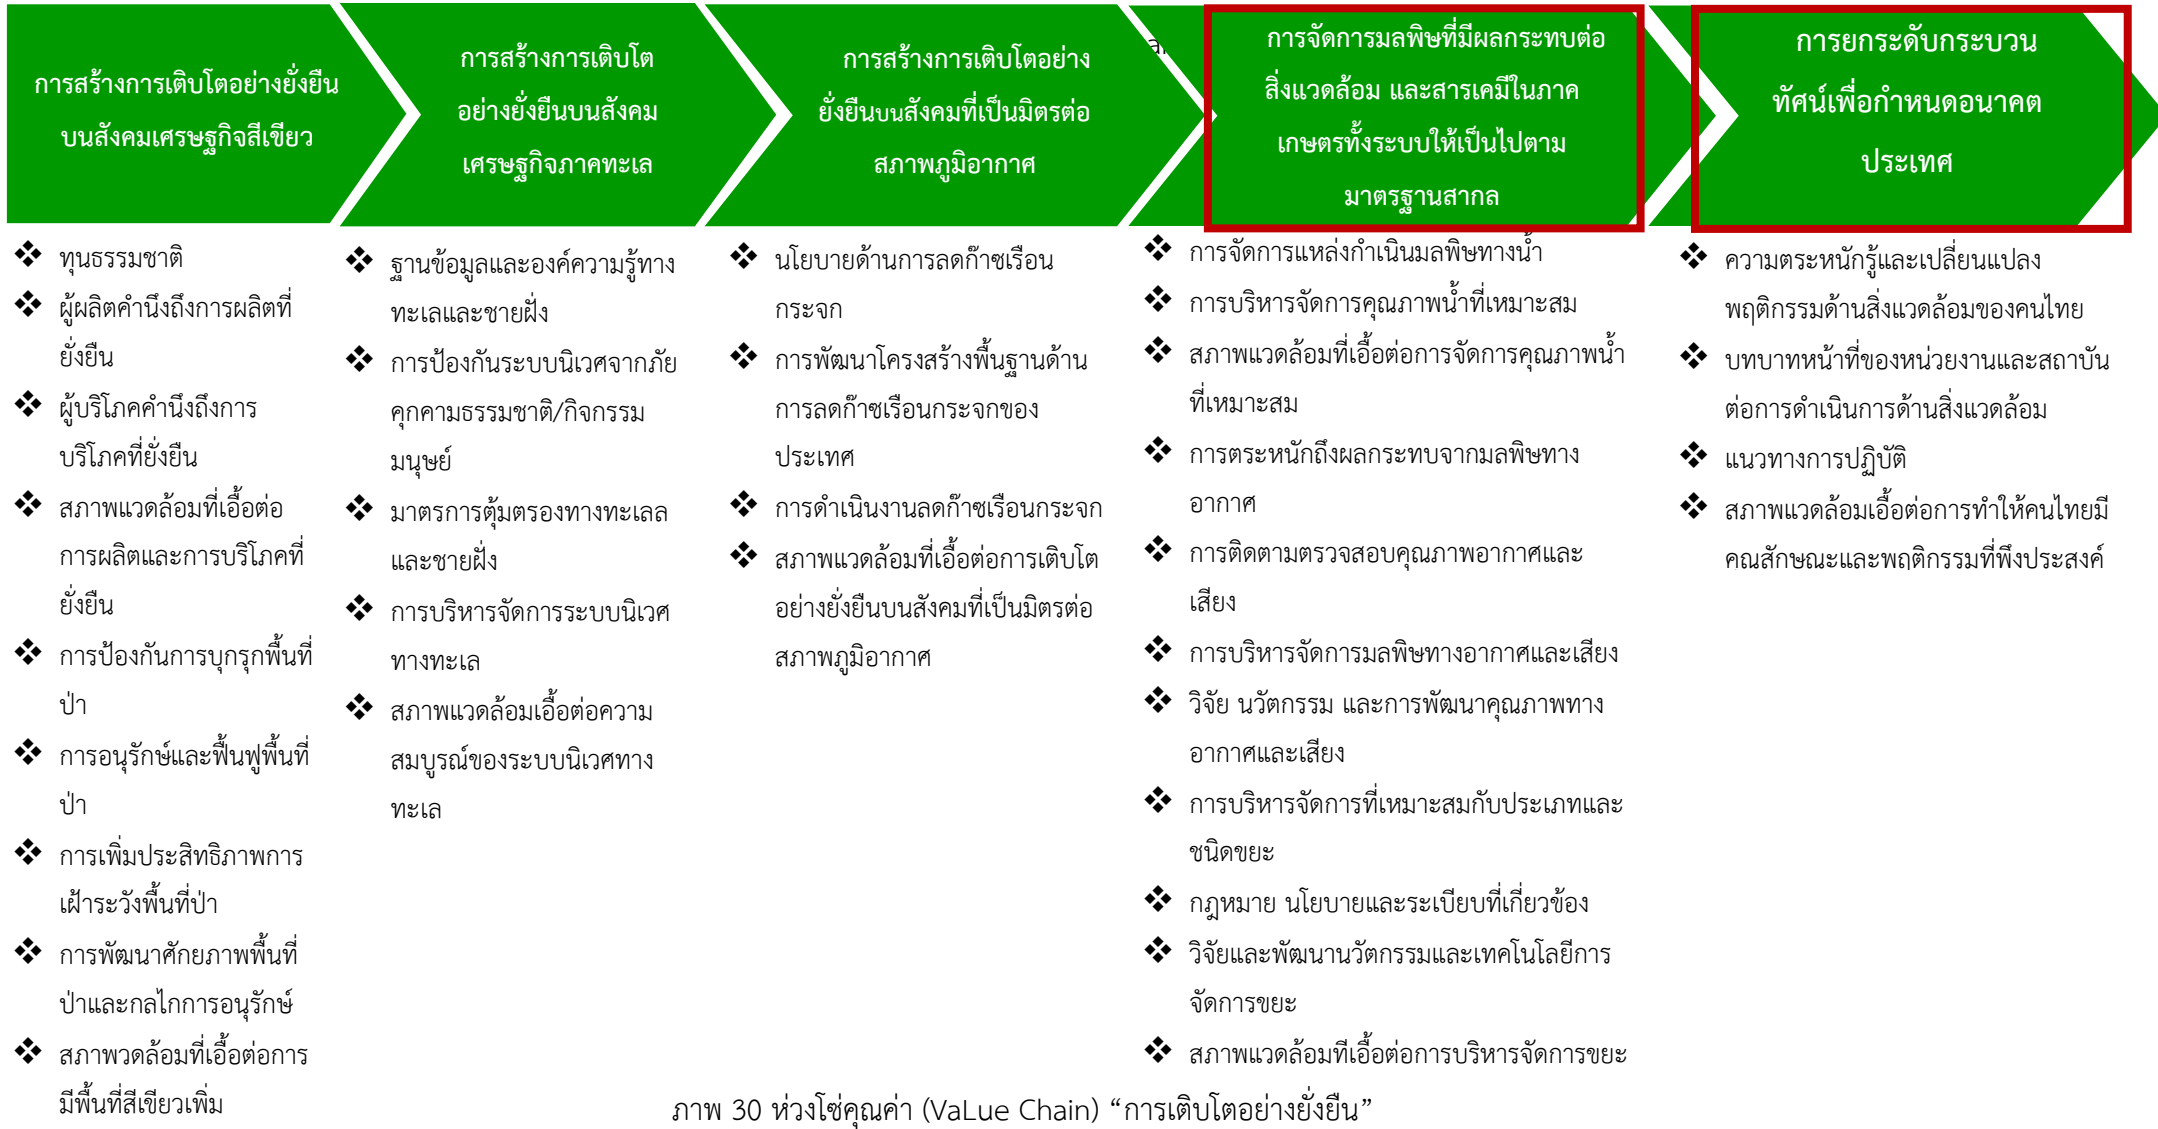 การสร้างการเติบโตอย่างยั่งยืน
บนสังคมเศรษฐกิจสีเขียว
❖ ทุนธรรมชาติ
❖ ผู้ผลิตคำนึงถึงการผลิตที่
ยั่งยืน
❖ ผู้บริโภคคำนึงถึงการ
บริโภคที่ยั่งยืน
❖ สภาพแวดล้อมที่เอื้อต่อ
การผลิตและการบริโภคที่
ยั่งยืน
❖ การป้องกันการบุกรุกพื้นที่
ป่า
❖ การอนุรักษ์และฟื้นฟูพื้นที่
ป่า
❖ การเพิ่มประสิทธิภาพการ
เฝ้าระวังพื้นที่ป่า
❖ การพัฒนาศักยภาพพื้นที่
ป่าและกลไกการอนุรักษ์
❖ สภาพวดล้อมที่เอื้อต่อการ
มีพื้นที่สีเขียวเพิ่ม
การสร้างการเติบโต
อย่างยั่งยืนบนสังคม
เศรษฐกิจภาคทะเล
❖ ฐานข้อมูลและองค์ความรู้ทาง
ทะเลและชายฝั่ง
❖ การป้องกันระบบนิเวศจากภัย
คุกคามธรรมชาติ/กิจกรรม
มนุษย์
❖ มาตรการตุ้มตรองทางทะเลล
และชายฝั่ง
❖ การบริหารจัดการระบบนิเวศ
ทางทะเล
❖ สภาพแวดล้อมเอื้อต่อความ
สมบูรณ์ของระบบนิเวศทาง
ทะเล
การสร้างการเติบโตอย่าง
ยั่งยืนบนสังคมที่เป็นมิตรต่อ
สภาพภูมิอากาศ
❖ นโยบายด้านการลดก๊าซเรือน
กระจก
❖ การพัฒนาโครงสร้างพื้นฐานด้าน
การลดก๊าซเรือนกระจกของ
ประเทศ
❖ การดำเนินงานลดก๊าซเรือนกระจก
❖ สภาพแวดล้อมที่เอื้อต่อการเติบโต
อย่างยั่งยืนบนสังคมที่เป็นมิตรต่อ
สภาพภูมิอากาศ
การจัดการมลพิษที่มีผลกระทบต่อ
สิ่งแวดล้อม และสารเคมีในภาค
เกษตรทั้งระบบให้เป็นไปตาม
มาตรฐานสากล
❖ การจัดการแหล่งกำเนินมลพิษทางน้ำ
❖ การบริหารจัดการคุณภาพน้ำที่เหมาะสม
❖ สภาพแวดล้อมที่เอื้อต่อการจัดการคุณภาพน้ำ
ที่เหมาะสม
❖ การตระหนักถึงผลกระทบจากมลพิษทาง
อากาศ
❖ การติดตามตรวจสอบคุณภาพอากาศและ
เสียง
❖ การบริหารจัดการมลพิษทางอากาศและเสียง
❖ วิจัย นวัตกรรม และการพัฒนาคุณภาพทาง
อากาศและเสียง
❖ การบริหารจัดการที่เหมาะสมกับประเภทและ
ชนิดขยะ
❖ กฎหมาย นโยบายและระเบียบที่เกี่ยวข้อง
❖ วิจัยและพัฒนานวัตกรรมและเทคโนโลยีการ
จัดการขยะ
❖ สภาพแวดล้อมทีเอื้อต่อการบริหารจัดการขยะ
การยกระดับกระบวน
ทัศน์เพื่อกำหนดอนาคต
ประเทศ
❖ ความตระหนักรู้และเปลี่ยนแปลง
พฤติกรรมด้านสิ่งแวดล้อมของคนไทย
❖ บทบาทหน้าที่ของหน่วยงานและสถาบัน
ต่อการดำเนินการด้านสิ่งแวดล้อม
❖ แนวทางการปฏิบัติ
❖ สภาพแวดล้อมเอื้อต่อการทำให้คนไทยมี
คณสักษณะและพฤติกรรมที่พึงประสงค์
ภาพ 30 ห่วงโซ่คุณค่า (VaLue Chain) “การเติบโตอย่างยั่งยืน”